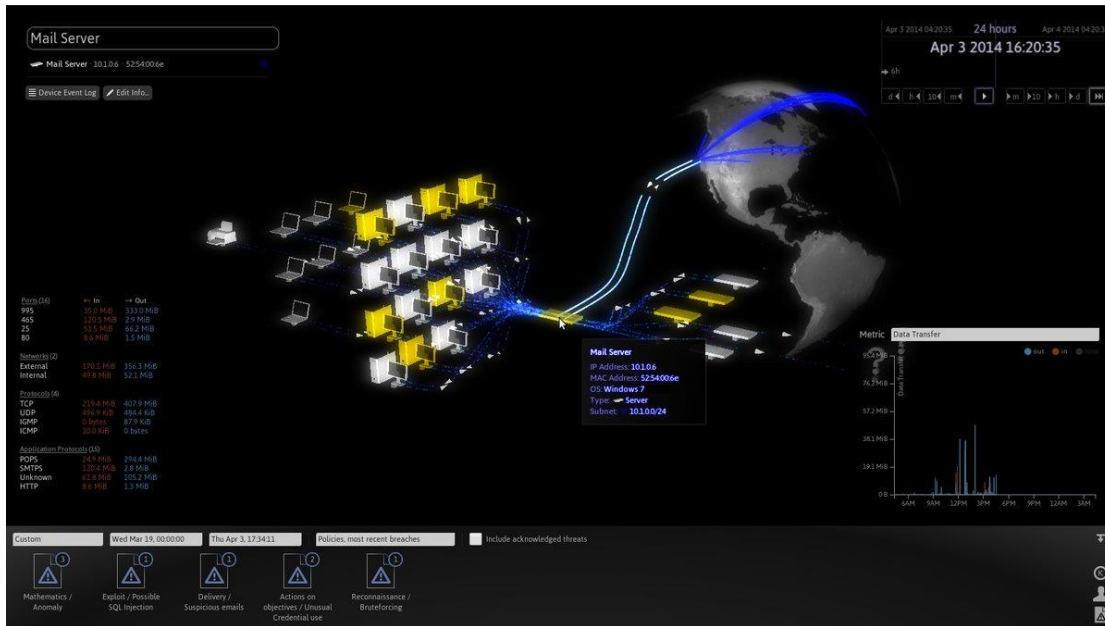 Mail Server
Mail Server · 10.1.0.6 · 52:54:00:6e
Device Event Log
Edit Info...
Apr 3 2014 04:20:35 24 hours Apr 4 2014 04:20:3
Apr 3 2014 16:20:35
6h
d h 10 m m 10 h d
Ports (16) ← In → Out
995 35.0 MiB 333.0 MiB
465 120.5 MiB 2.9 MiB
25 51.5 MiB 66.2 MiB
80 8.6 MiB 1.5 MiB
Networks (2)
External 170.1 MiB 356.3 MiB
Internal 49.8 MiB 52.1 MiB
Protocols (4)
TCP 219.4 MiB 407.9 MiB
UDP 496.9 KiB 484.4 KiB
IGMP 0 bytes 87.9 KiB
ICMP 30.0 KiB 0 bytes
Application Protocols (15)
POPS 24.9 MiB 294.4 MiB
SMTPS 120.4 MiB 2.8 MiB
Unknown 61.8 MiB 105.2 MiB
HTTP 8.6 MiB 1.3 MiB
Mail Server
IP Address: 10.1.0.6
MAC Address: 52:54:00:6e
OS: Windows 7
Type: Server
Subnet: 10.1.0.0/24
Metric Data Transfer
out in
Data Transfer
95.4 MiB
76.3 MiB
57.2 MiB
38.1 MiB
19.1 MiB
0 B
6AM 9AM 12PM 3PM 6PM 9PM 12AM 3AM
Custom
Wed Mar 19, 00:00:00
Thu Apr 3, 17:34:11
Policies, most recent breaches
Include acknowledged threats
3
Mathematics /
Anomaly
1
Exploit / Possible
SQL Injection
1
Delivery /
Suspicious emails
2
Actions on
objectives / Unusual
Credential use
1
Reconnaissance /
Bruteforcing